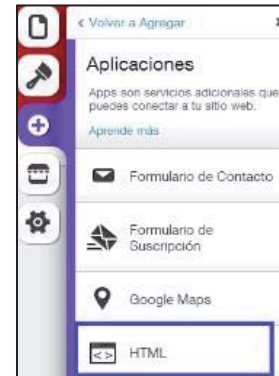 < Volver a Agregar
Aplicaciones
Apps son servicios adicionales que
puedes conectar a tu sitio web.
Aprende más
Formulario de Contacto
Formulario de
Suscripción
Google Maps
HTML